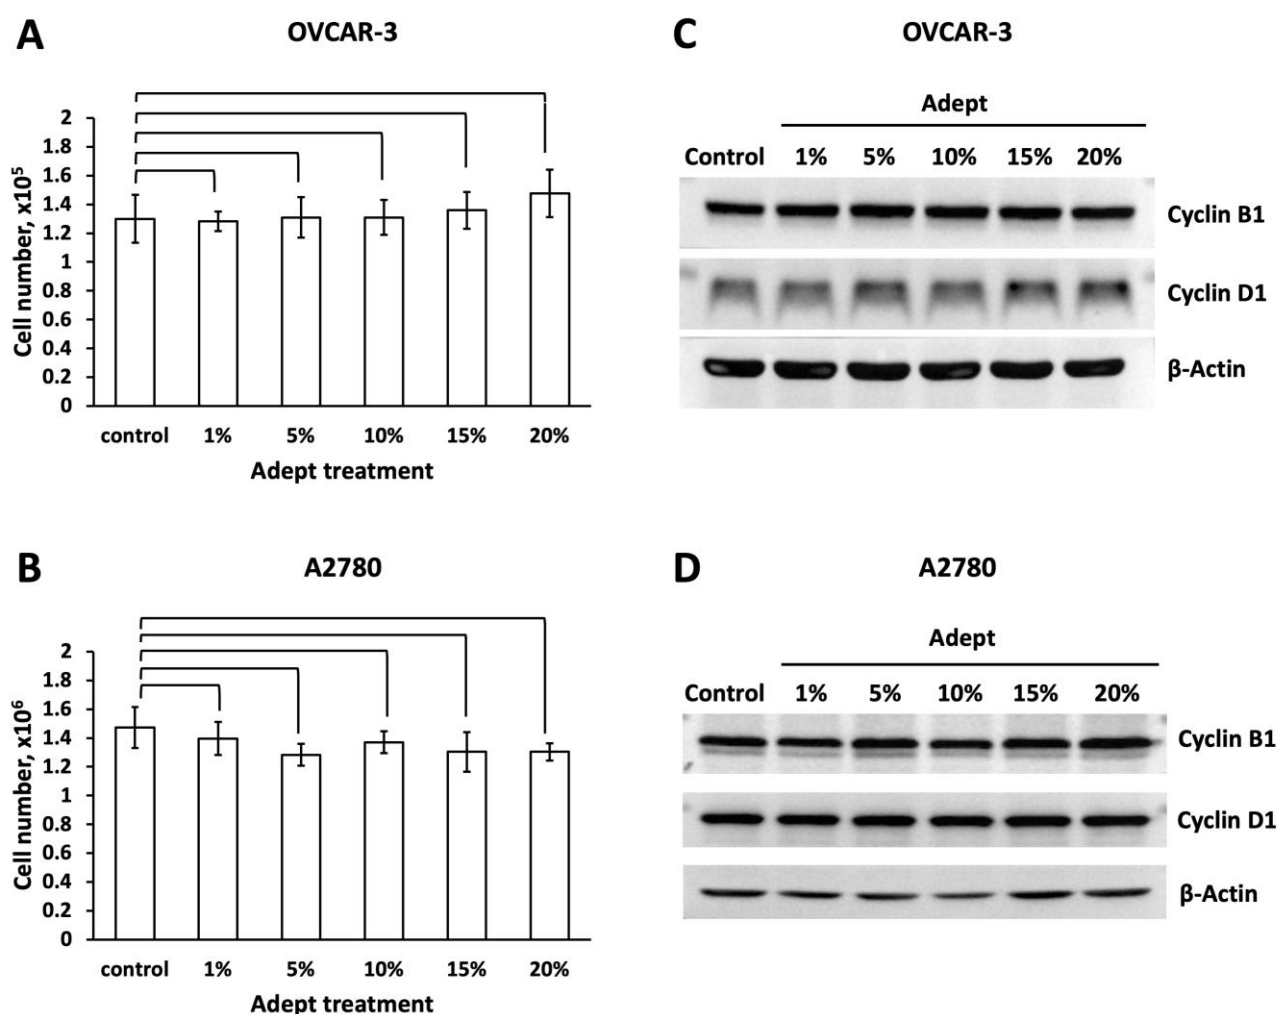 A
OVCAR-3
Cell number, x10⁵
2
1.8
1.6
1.4
1.2
1
0.8
0.6
0.4
0.2
0
control 1% 5% 10% 15% 20%
Adept treatment
C
OVCAR-3
Adept
Control 1% 5% 10% 15% 20%
Cyclin B1
Cyclin D1
β-Actin
B
A2780
Cell number, x10⁶
2
1.8
1.6
1.4
1.2
1
0.8
0.6
0.4
0.2
0
control 1% 5% 10% 15% 20%
Adept treatment
D
A2780
Adept
Control 1% 5% 10% 15% 20%
Cyclin B1
Cyclin D1
β-Actin